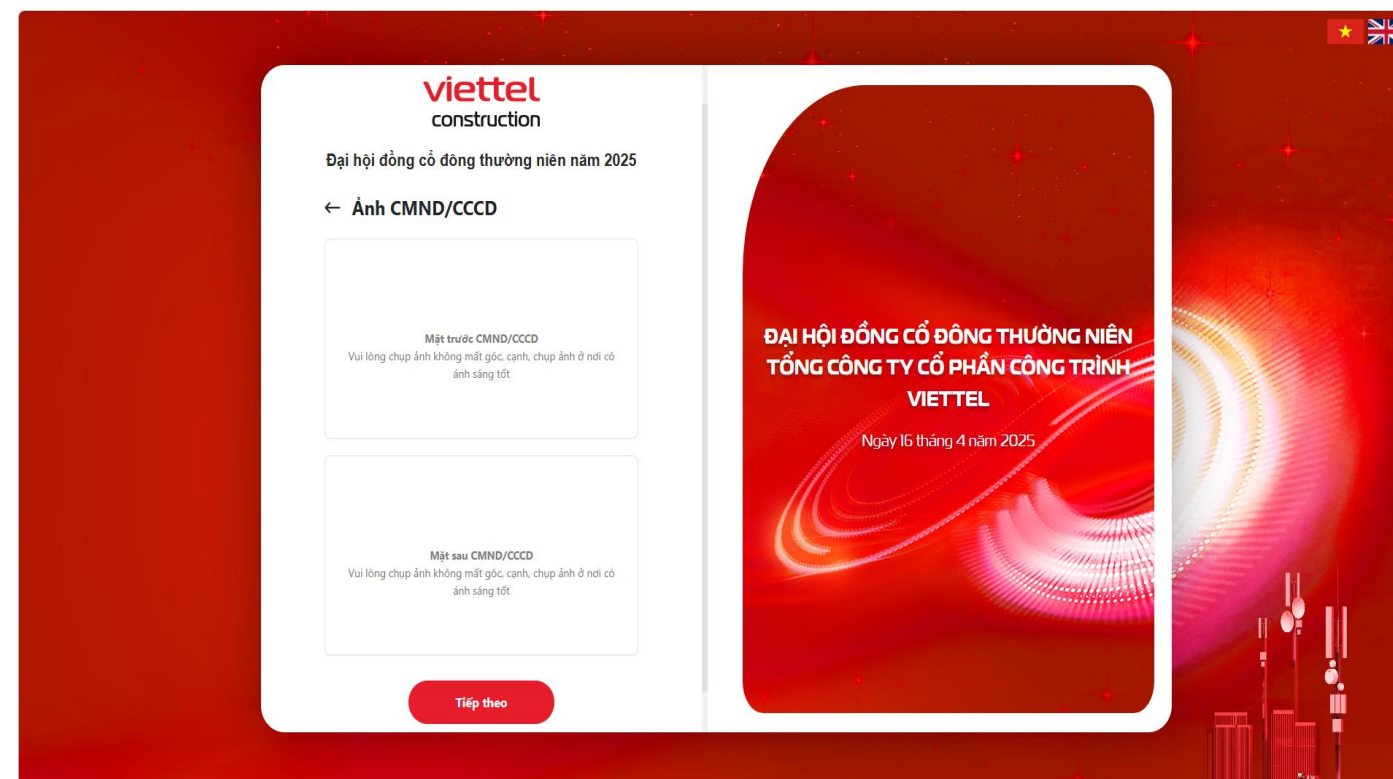 viettel
construction
Đại hội đồng cổ đông thường niên năm 2025
← Ảnh CMND/CCCD
Mặt trước CMND/CCCD
Vui lòng chụp ảnh không mất góc, cạnh, chụp ảnh ở nơi có
ánh sáng tốt
Mặt sau CMND/CCCD
Vui lòng chụp ảnh không mất góc, cạnh, chụp ảnh ở nơi có
ánh sáng tốt
Tiếp theo
ĐẠI HỘI ĐỒNG CỔ ĐÔNG THƯỜNG NIÊN
TỔNG CÔNG TY CỔ PHẦN CÔNG TRÌNH
VIETTEL
Ngày 16 tháng 4 năm 2025